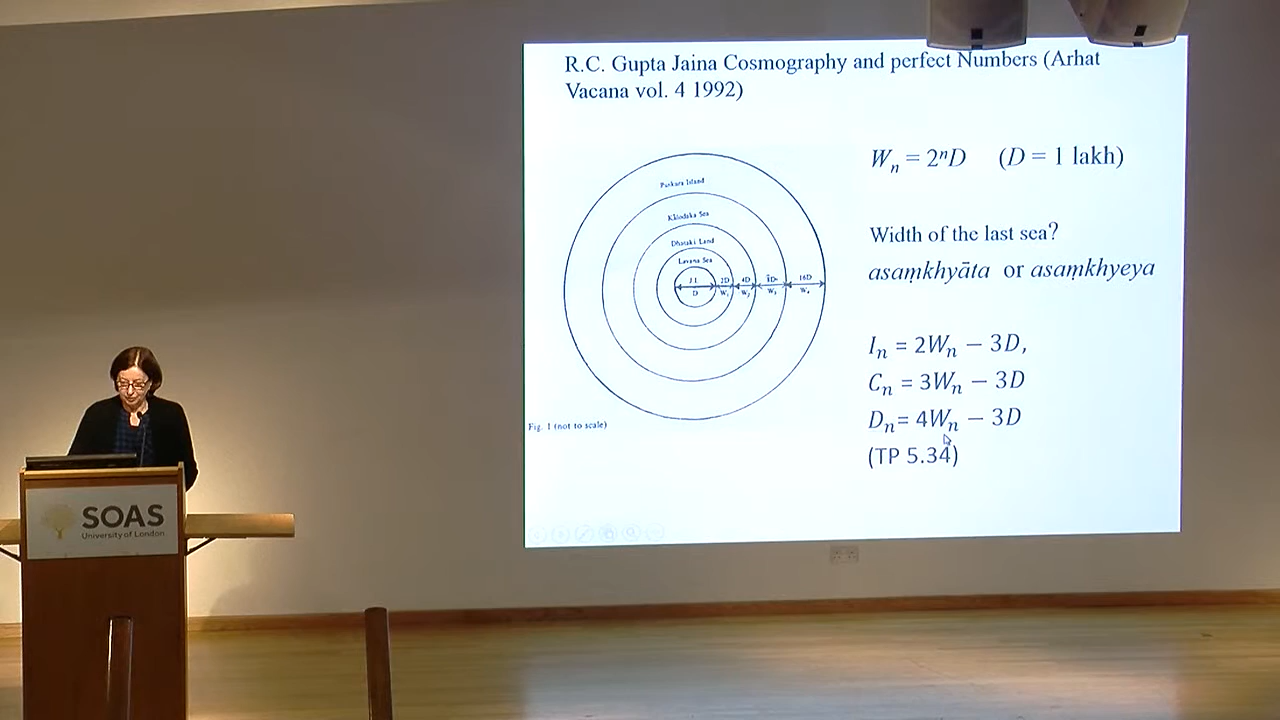 R.C. Gupta Jaina Cosmography and perfect Numbers (Arhat
Vacana vol. 4 1992)
Wₙ = 2ⁿD (D = 1 lakh)
Width of the last sea?
asaṃkhyāta or asaṃkhyeya
Iₙ = 2Wₙ − 3D,
Cₙ = 3Wₙ − 3D
Dₙ= 4Wₙ − 3D
(TP 5.34)
Puskara Island
Kālodaka Sea
Dhataki Land
Lavana Sea
2D 4D 8D 16D
D W₁ W₂ W₃ W₄
Fig. 1 (not to scale)
SOAS
University of London